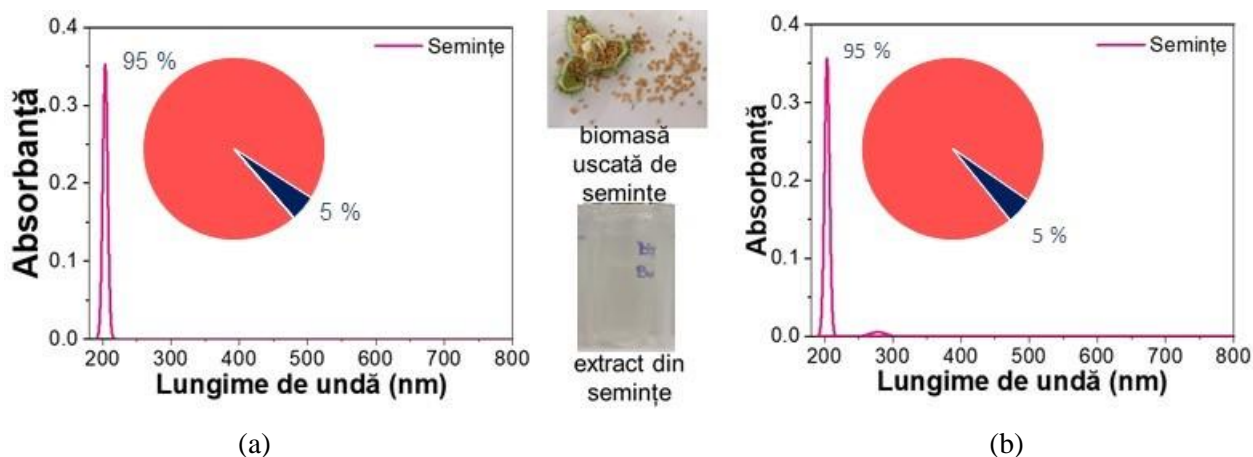 0.4
0.3
0.2
0.1
0.0
Absorbanță
95 %
5 %
Semințe
200 300 400 500 600 700 800
Lungime de undă (nm)
(a)
biomasă
uscată de
semințe
extract din
semințe
0.4
0.3
0.2
0.1
0.0
Absorbanță
95 %
5 %
Semințe
200 300 400 500 600 700 800
Lungime de undă (nm)
(b)